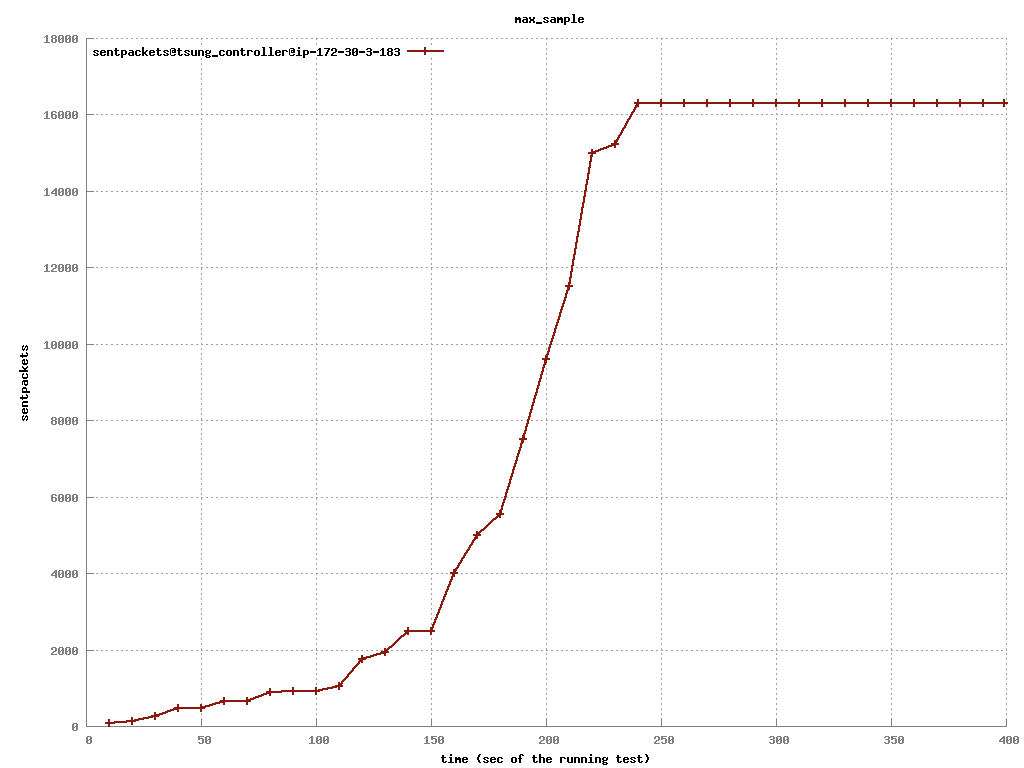 max_sample
18000
sentpackets@tsung_controller@ip-172-30-3-183
16000
14000
12000
10000
sentpackets
8000
6000
4000
2000
0
0 50 100 150 200 250 300 350 400
time (sec of the running test)